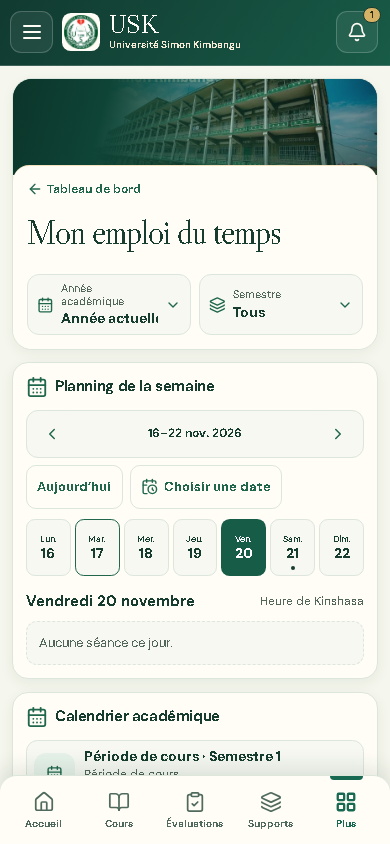 1
USK
Université Simon Kimbangu
Tableau de bord
Mon emploi du temps
Année
académique
Année actuelle
Semestre
Tous
Planning de la semaine
16–22 nov. 2026
Aujourd’hui
Choisir une date
Lun. Mar. Mer. Jeu. Ven. Sam. Dim.
16 17 18 19 20 21 22
Vendredi 20 novembre
Heure de Kinshasa
Aucune séance ce jour.
Calendrier académique
Période de cours · Semestre 1
Période de cours
Accueil Cours Évaluations Supports Plus